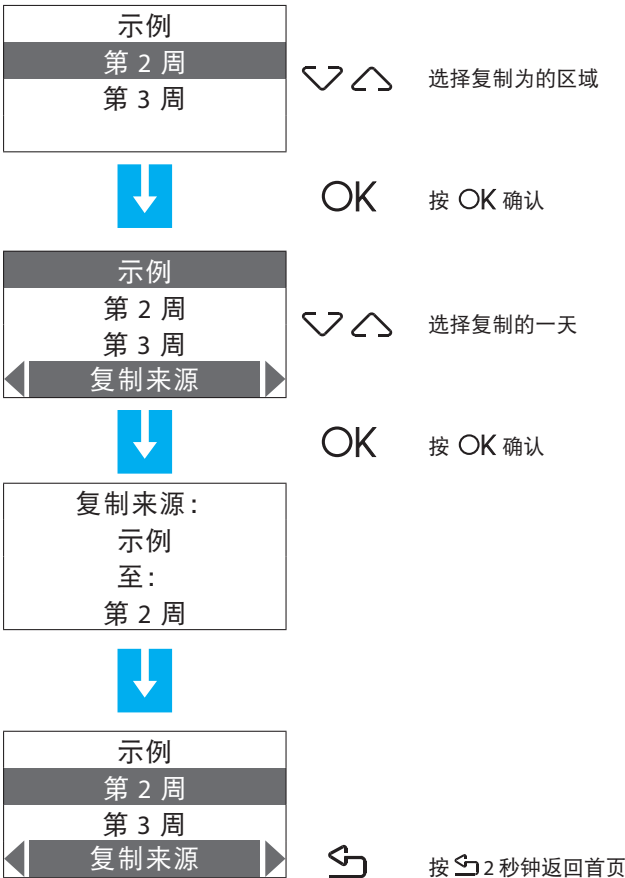 示例
第 2 周
第 3 周
选择复制为的区域
OK
按 OK 确认
示例
第 2 周
第 3 周
复制来源
选择复制的一天
OK
按 OK 确认
复制来源:
示例
至:
第 2 周
示例
第 2 周
第 3 周
复制来源
按 2 秒钟返回首页